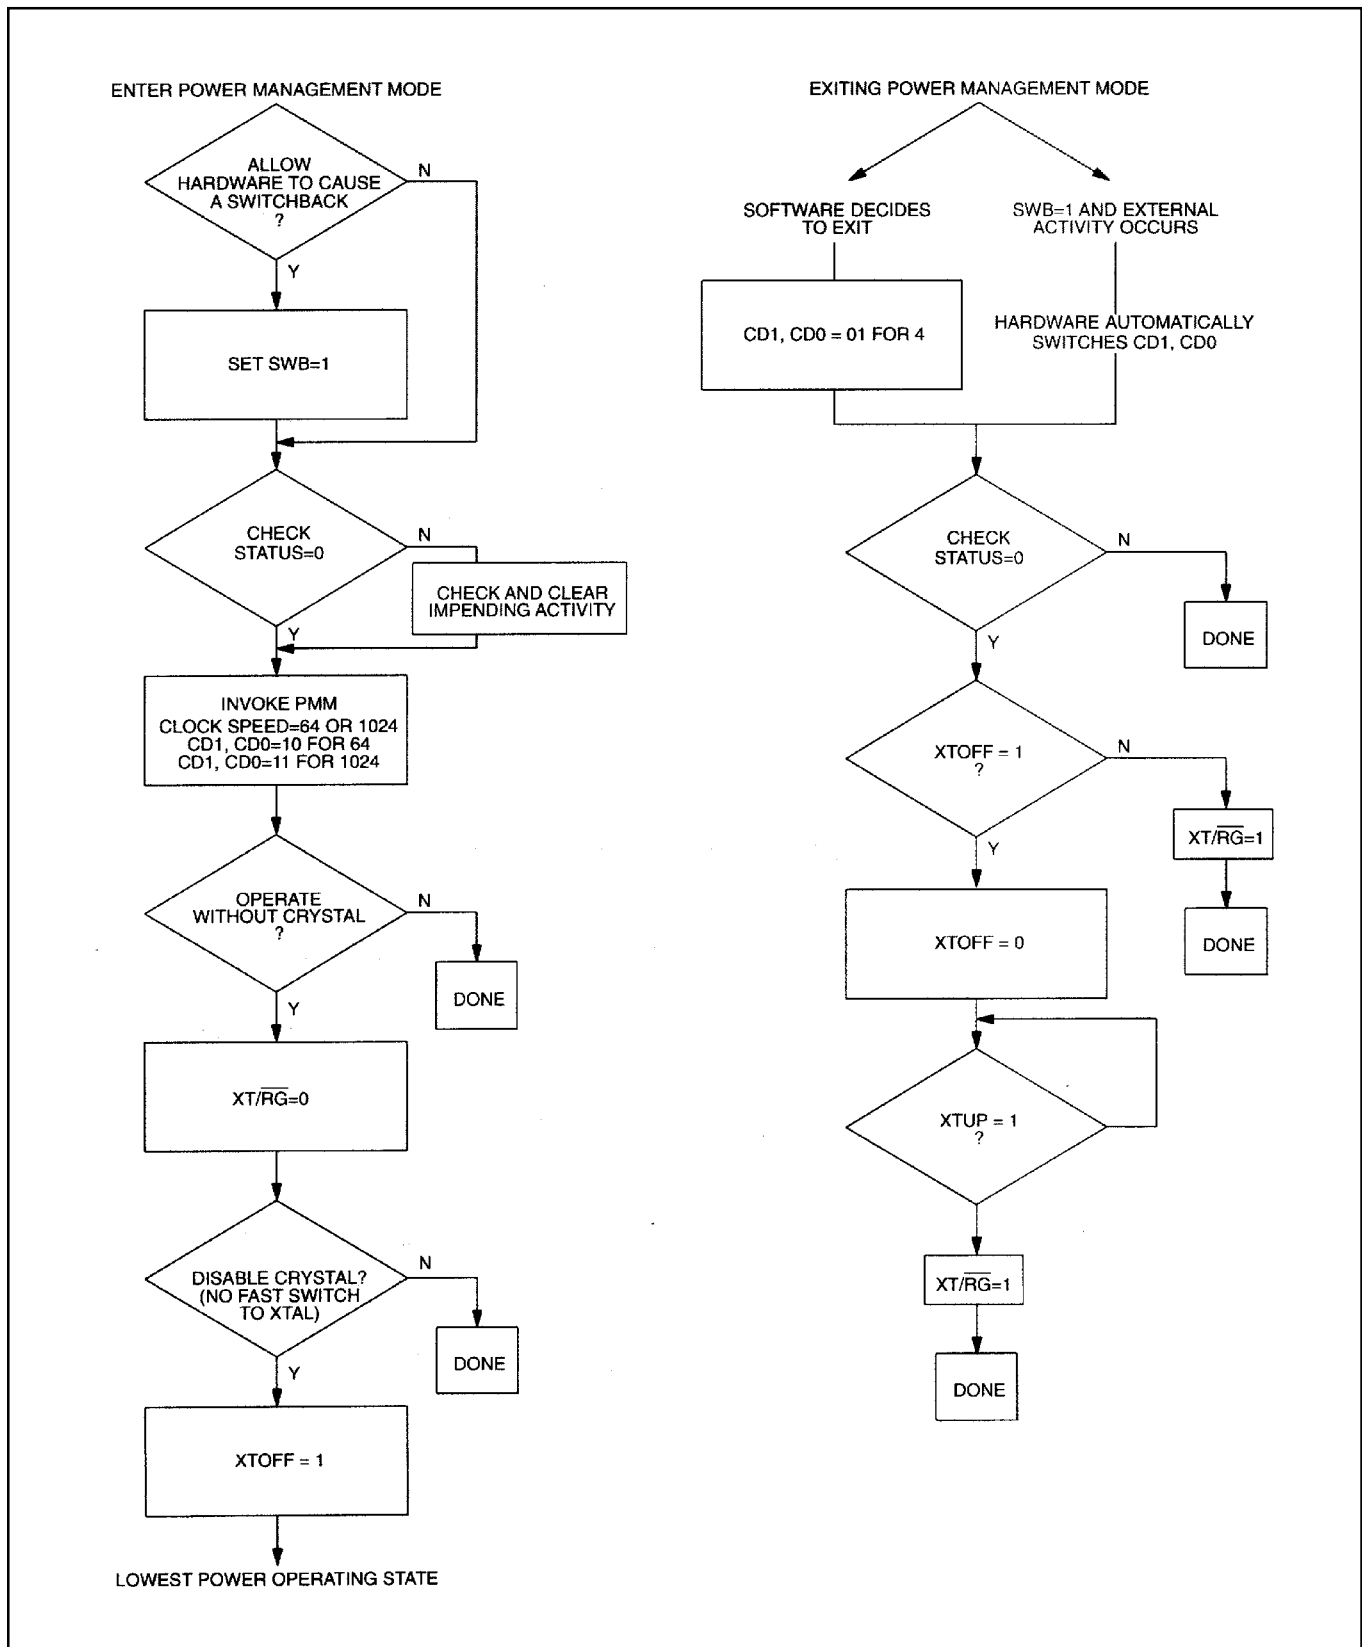 ENTER POWER MANAGEMENT MODE
ALLOW
HARDWARE TO CAUSE
A SWITCHBACK
?
N
Y
SET SWB=1
CHECK
STATUS=0
N
CHECK AND CLEAR
IMPENDING ACTIVITY
Y
INVOKE PMM
CLOCK SPEED=64 OR 1024
CD1, CD0=10 FOR 64
CD1, CD0=11 FOR 1024
OPERATE
WITHOUT CRYSTAL
?
N
DONE
Y
XT/R̅G̅=0
DISABLE CRYSTAL?
(NO FAST SWITCH
TO XTAL)
N
DONE
Y
XTOFF = 1
LOWEST POWER OPERATING STATE
EXITING POWER MANAGEMENT MODE
SOFTWARE DECIDES
TO EXIT
SWB=1 AND EXTERNAL
ACTIVITY OCCURS
CD1, CD0 = 01 FOR 4
HARDWARE AUTOMATICALLY
SWITCHES CD1, CD0
CHECK
STATUS=0
N
DONE
Y
XTOFF = 1
?
N
XT/R̅G̅=1
DONE
Y
XTOFF = 0
XTUP = 1
?
XT/R̅G̅=1
DONE